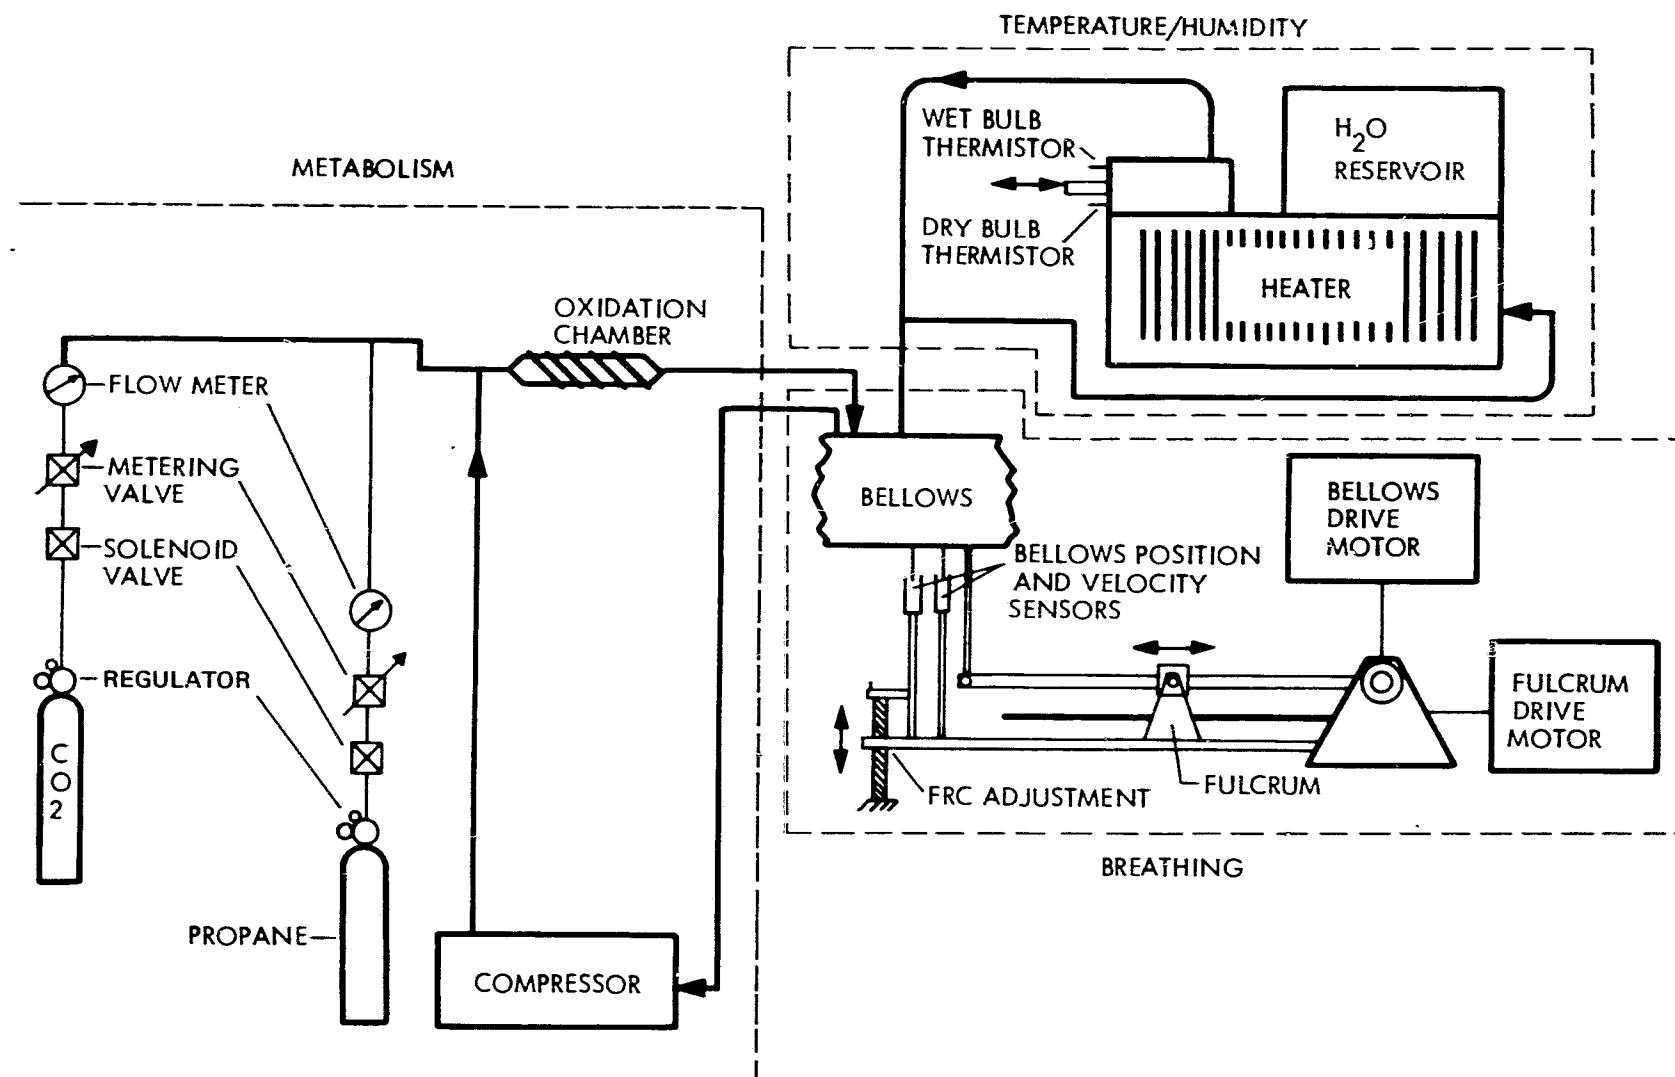 TEMPERATURE/HUMIDITY
WET BULB
THERMISTOR
H2O
RESERVOIR
DRY BULB
THERMISTOR
HEATER
METABOLISM
OXIDATION
CHAMBER
FLOW METER
METERING
VALVE
SOLENOID
VALVE
REGULATOR
CO2
PROPANE
COMPRESSOR
BELLOWS
BELLOWS POSITION
AND VELOCITY
SENSORS
BELLOWS
DRIVE
MOTOR
FULCRUM
DRIVE
MOTOR
FULCRUM
FRC ADJUSTMENT
BREATHING